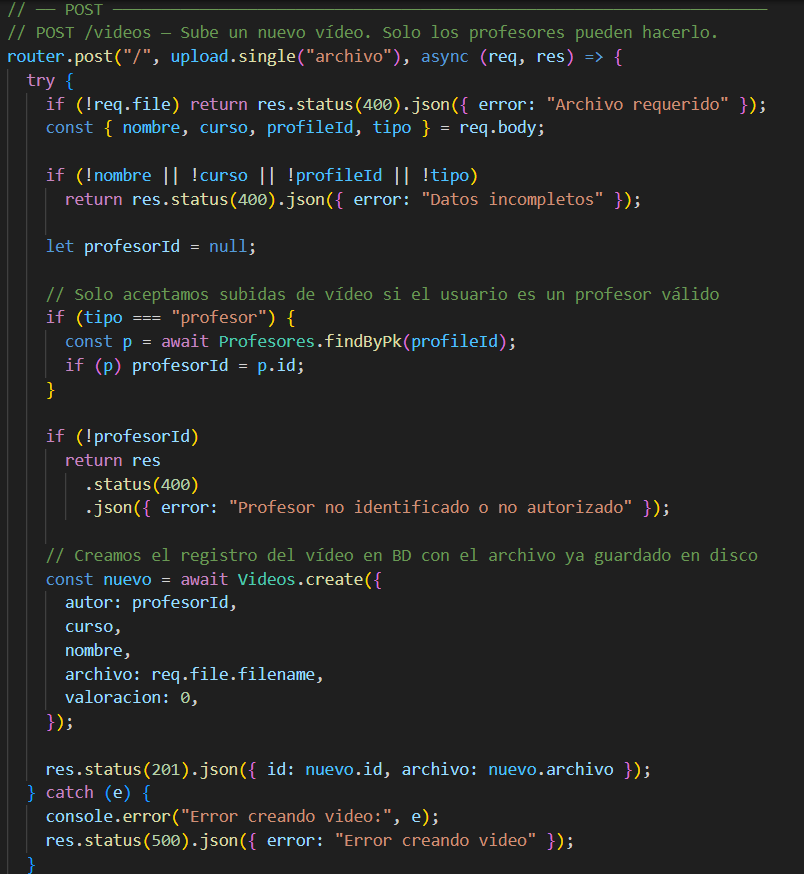 // ── POST ──────────────────────────────────────────────────────────────────────
// POST /videos — Sube un nuevo vídeo. Solo los profesores pueden hacerlo.
router.post("/", upload.single("archivo"), async (req, res) => {
  try {
    if (!req.file) return res.status(400).json({ error: "Archivo requerido" });
    const { nombre, curso, profileId, tipo } = req.body;

    if (!nombre || !curso || !profileId || !tipo)
      return res.status(400).json({ error: "Datos incompletos" });

    let profesorId = null;

    // Solo aceptamos subidas de vídeo si el usuario es un profesor válido
    if (tipo === "profesor") {
      const p = await Profesores.findByPk(profileId);
      if (p) profesorId = p.id;
    }

    if (!profesorId)
      return res
        .status(400)
        .json({ error: "Profesor no identificado o no autorizado" });

    // Creamos el registro del vídeo en BD con el archivo ya guardado en disco
    const nuevo = await Videos.create({
      autor: profesorId,
      curso,
      nombre,
      archivo: req.file.filename,
      valoracion: 0,
    });

    res.status(201).json({ id: nuevo.id, archivo: nuevo.archivo });
  } catch (e) {
    console.error("Error creando video:", e);
    res.status(500).json({ error: "Error creando video" });
  }